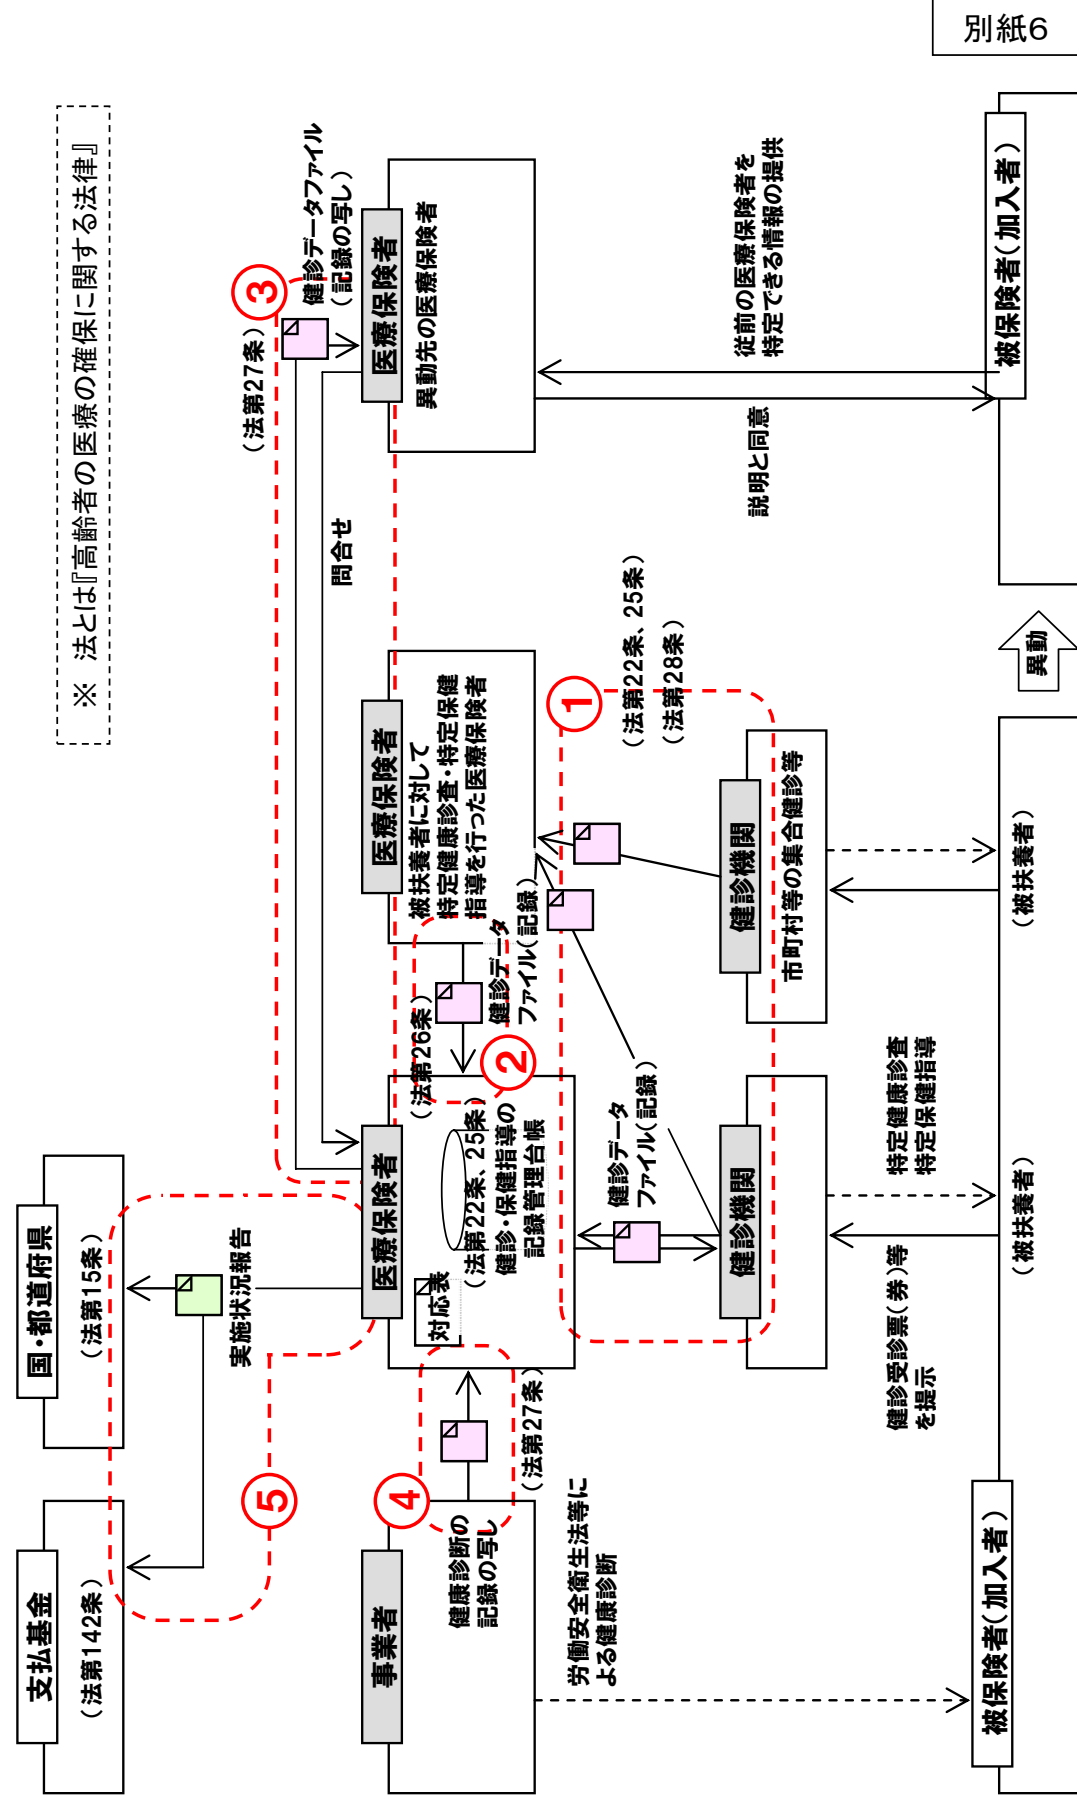 別紙6
※ 法とは『高齢者の医療の確保に関する法律』
支払基金
(法第142条)
国・都道府県
(法第15条)
実施状況報告
⑤
③
(法第27条)
健診データファイル
(記録の写し)
問合せ
事業者
健康診断の
記録の写し
④
(法第27条)
労働安全衛生法等に
よる健康診断
医療保険者
対応表
(法第22条、25条)
健診・保健指導の
記録管理台帳
(法第26条)
②
健診データ
ファイル(記録)
医療保険者
被扶養者に対して
特定健康診査・特定保健
指導を行った医療保険者
医療保険者
異動先の医療保険者
①
(法第22条、25条)
(法第28条)
健診データ
ファイル(記録)
健診機関
健診機関
市町村等の集合健診等
説明と同意
従前の医療保険者を
特定できる情報の提供
健診受診票(券)等
を提示
特定健康診査
特定保健指導
(被扶養者)
(被扶養者)
被保険者(加入者)
異動
被保険者(加入者)